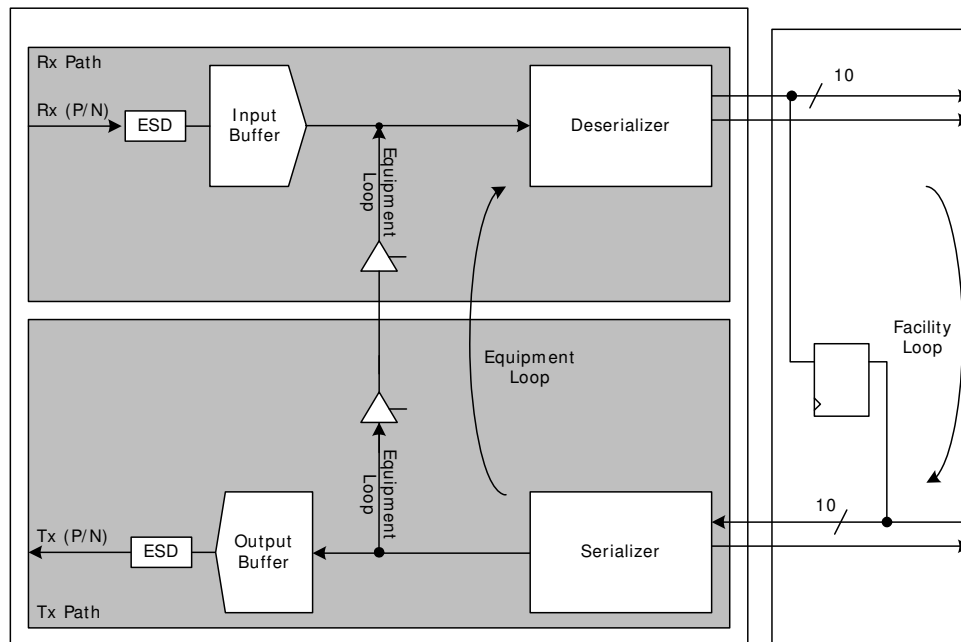 Rx Path
10
Rx (P/N)
ESD
Input
Buffer
Deserializer
Equipment
Loop
Equipment
Loop
Facility
Loop
Equipment
Loop
10
Tx (P/N)
ESD
Output
Buffer
Serializer
Tx Path